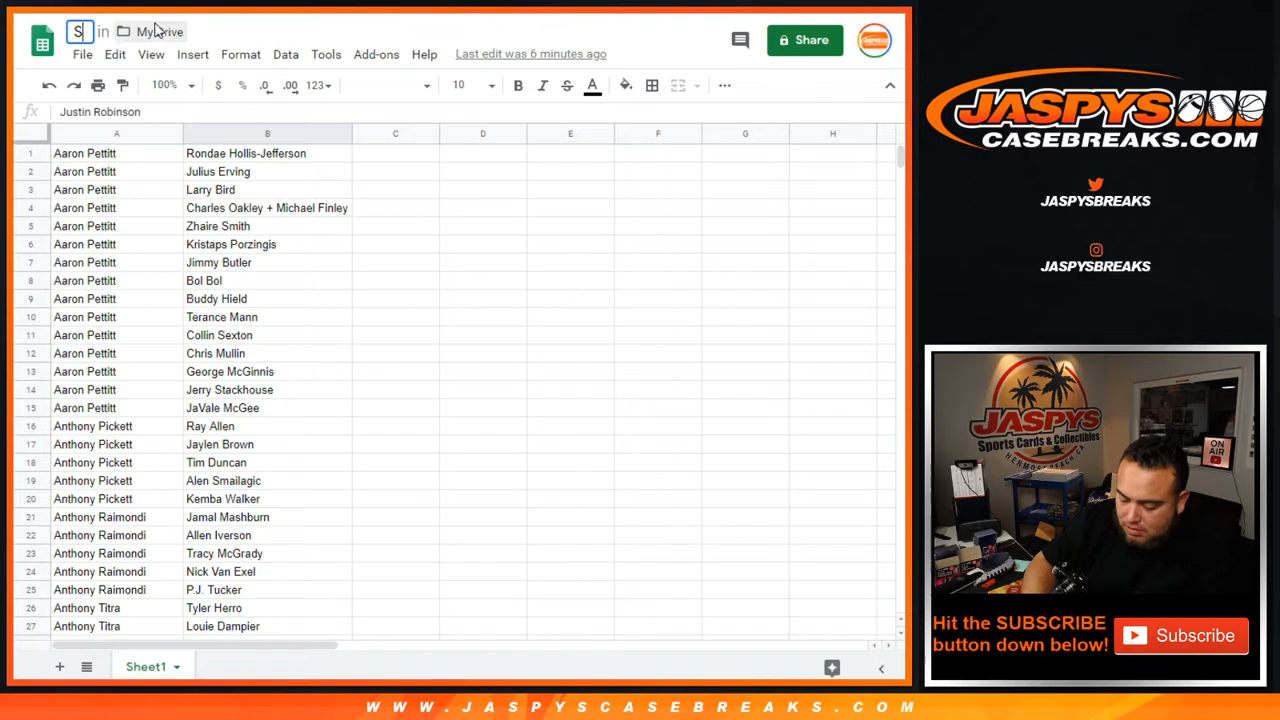 S in My Drive
File Edit View Insert Format Data Tools Add-ons Help Last edit was 6 minutes ago
Share
100% $ % .0 .00 123 10 B I S A
fx Justin Robinson
A B C D E F G H
1 Aaron Pettitt Rondae Hollis-Jefferson
2 Aaron Pettitt Julius Erving
3 Aaron Pettitt Larry Bird
4 Aaron Pettitt Charles Oakley + Michael Finley
5 Aaron Pettitt Zhaire Smith
6 Aaron Pettitt Kristaps Porzingis
7 Aaron Pettitt Jimmy Butler
8 Aaron Pettitt Bol Bol
9 Aaron Pettitt Buddy Hield
10 Aaron Pettitt Terance Mann
11 Aaron Pettitt Collin Sexton
12 Aaron Pettitt Chris Mullin
13 Aaron Pettitt George McGinnis
14 Aaron Pettitt Jerry Stackhouse
15 Aaron Pettitt JaVale McGee
16 Anthony Pickett Ray Allen
17 Anthony Pickett Jaylen Brown
18 Anthony Pickett Tim Duncan
19 Anthony Pickett Alen Smailagic
20 Anthony Pickett Kemba Walker
21 Anthony Raimondi Jamal Mashburn
22 Anthony Raimondi Allen Iverson
23 Anthony Raimondi Tracy McGrady
24 Anthony Raimondi Nick Van Exel
25 Anthony Raimondi P.J. Tucker
26 Anthony Titra Tyler Herro
27 Anthony Titra Louie Dampier
Sheet1
JASPYS
CASEBREAKS.COM
JASPYSBREAKS
JASPYSBREAKS
JASPYS
Sports Cards & Collectibles
HERMOSA BEACH, CA
ON AIR
Hit the SUBSCRIBE
button down below!
Subscribe
WWW.JASPYSCASEBREAKS.COM